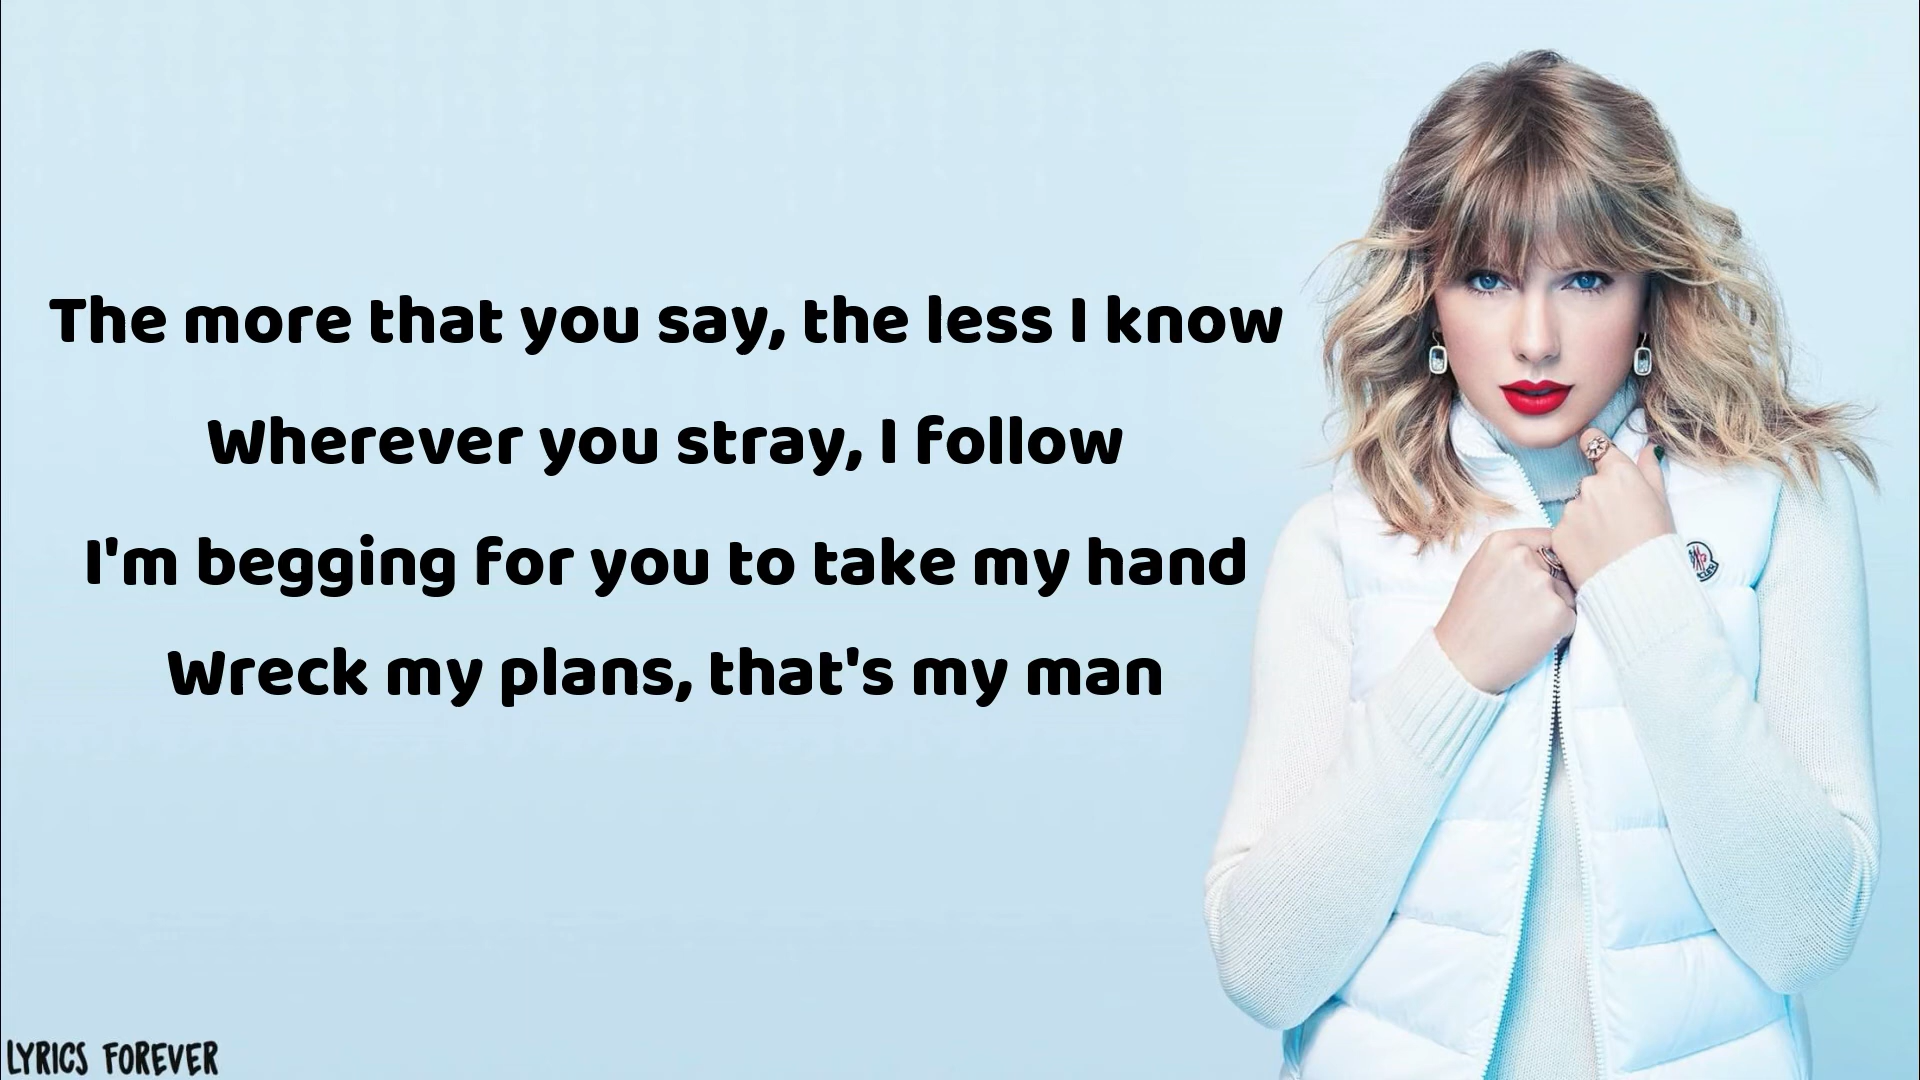 The more that you say, the less I know
Wherever you stray, I follow
I'm begging for you to take my hand
Wreck my plans, that's my man
LYRICS FOREVER